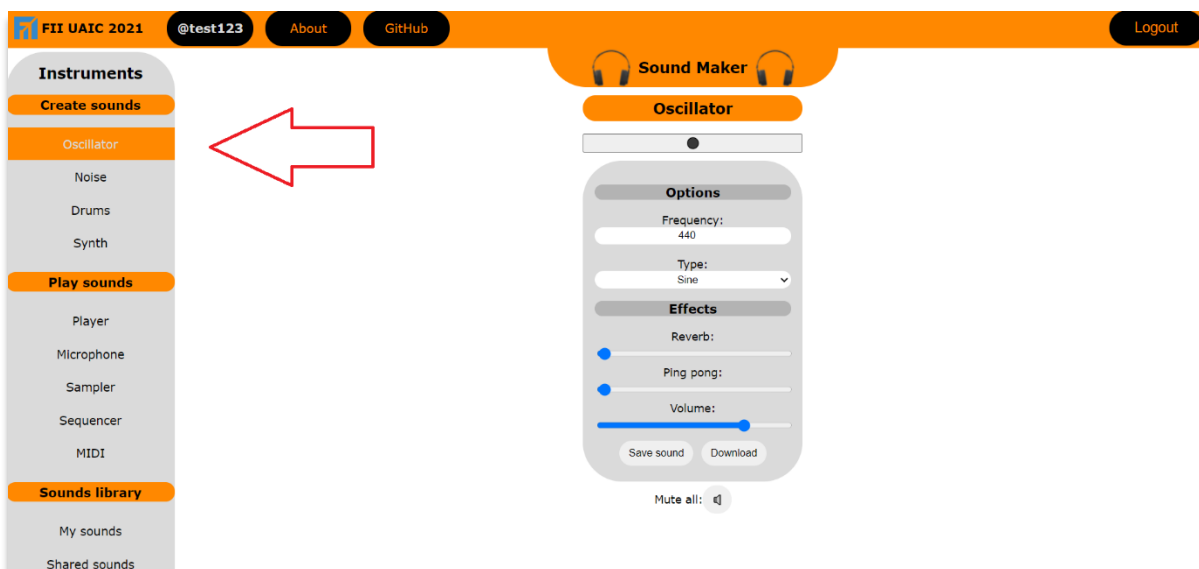 FII UAIC 2021 @test123 About GitHub Logout
Instruments
Create sounds
Oscillator
Noise
Drums
Synth
Play sounds
Player
Microphone
Sampler
Sequencer
MIDI
Sounds library
My sounds
Shared sounds
Sound Maker
Oscillator
Options
Frequency:
440
Type:
Sine
Effects
Reverb:
Ping pong:
Volume:
Save sound Download
Mute all: